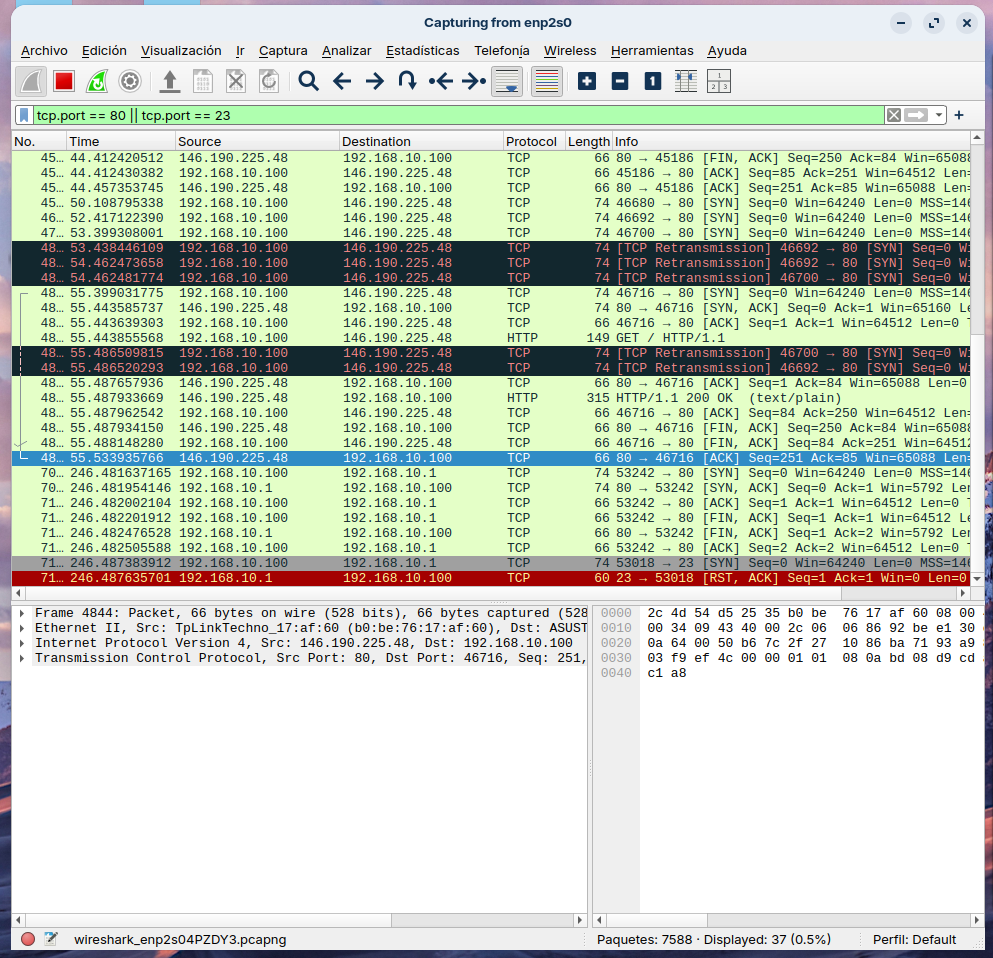 Capturing from enp2s0
Archivo Edición Visualización Ir Captura Analizar Estadísticas Telefonía Wireless Herramientas Ayuda
tcp.port == 80 || tcp.port == 23
No. Time Source Destination Protocol Length Info
45… 44.412420512 146.190.225.48 192.168.10.100 TCP 66 80 → 45186 [FIN, ACK] Seq=250 Ack=84 Win=65088
45… 44.412430382 192.168.10.100 146.190.225.48 TCP 66 45186 → 80 [ACK] Seq=85 Ack=251 Win=64512 Len=
45… 44.457353745 146.190.225.48 192.168.10.100 TCP 66 80 → 45186 [ACK] Seq=251 Ack=85 Win=65088 Len=
45… 50.108795338 192.168.10.100 146.190.225.48 TCP 74 46680 → 80 [SYN] Seq=0 Win=64240 Len=0 MSS=146
46… 52.417122390 192.168.10.100 146.190.225.48 TCP 74 46692 → 80 [SYN] Seq=0 Win=64240 Len=0 MSS=146
47… 53.399308001 192.168.10.100 146.190.225.48 TCP 74 46700 → 80 [SYN] Seq=0 Win=64240 Len=0 MSS=146
48… 53.438446109 192.168.10.100 146.190.225.48 TCP 74 [TCP Retransmission] 46692 → 80 [SYN] Seq=0 Wi
48… 54.462473658 192.168.10.100 146.190.225.48 TCP 74 [TCP Retransmission] 46692 → 80 [SYN] Seq=0 Wi
48… 54.462481774 192.168.10.100 146.190.225.48 TCP 74 [TCP Retransmission] 46700 → 80 [SYN] Seq=0 Wi
48… 55.399031775 192.168.10.100 146.190.225.48 TCP 74 46716 → 80 [SYN] Seq=0 Win=64240 Len=0 MSS=146
48… 55.443585737 146.190.225.48 192.168.10.100 TCP 74 80 → 46716 [SYN, ACK] Seq=0 Ack=1 Win=65160 Le
48… 55.443639303 192.168.10.100 146.190.225.48 TCP 66 46716 → 80 [ACK] Seq=1 Ack=1 Win=64512 Len=0
48… 55.443855568 192.168.10.100 146.190.225.48 HTTP 149 GET / HTTP/1.1
48… 55.486509815 192.168.10.100 146.190.225.48 TCP 74 [TCP Retransmission] 46700 → 80 [SYN] Seq=0 Wi
48… 55.486520293 192.168.10.100 146.190.225.48 TCP 74 [TCP Retransmission] 46692 → 80 [SYN] Seq=0 Wi
48… 55.487657936 146.190.225.48 192.168.10.100 TCP 66 80 → 46716 [ACK] Seq=1 Ack=84 Win=65088 Len=0
48… 55.487933669 146.190.225.48 192.168.10.100 HTTP 315 HTTP/1.1 200 OK (text/plain)
48… 55.487962542 192.168.10.100 146.190.225.48 TCP 66 46716 → 80 [ACK] Seq=84 Ack=250 Win=64512 Len=
48… 55.487934150 146.190.225.48 192.168.10.100 TCP 66 80 → 46716 [FIN, ACK] Seq=250 Ack=84 Win=65088
48… 55.488148280 192.168.10.100 146.190.225.48 TCP 66 46716 → 80 [FIN, ACK] Seq=84 Ack=251 Win=64512
48… 55.533935766 146.190.225.48 192.168.10.100 TCP 66 80 → 46716 [ACK] Seq=251 Ack=85 Win=65088 Len=
70… 246.481637165 192.168.10.100 192.168.10.1 TCP 74 53242 → 80 [SYN] Seq=0 Win=64240 Len=0 MSS=146
70… 246.481954146 192.168.10.1 192.168.10.100 TCP 74 80 → 53242 [SYN, ACK] Seq=0 Ack=1 Win=5792 Len
71… 246.482002104 192.168.10.100 192.168.10.1 TCP 66 53242 → 80 [ACK] Seq=1 Ack=1 Win=64512 Len=0
71… 246.482201912 192.168.10.100 192.168.10.1 TCP 66 53242 → 80 [FIN, ACK] Seq=1 Ack=1 Win=64512 Le
71… 246.482476528 192.168.10.1 192.168.10.100 TCP 66 80 → 53242 [FIN, ACK] Seq=1 Ack=2 Win=5792 Len
71… 246.482505588 192.168.10.100 192.168.10.1 TCP 66 53242 → 80 [ACK] Seq=2 Ack=2 Win=64512 Len=0
71… 246.487383912 192.168.10.100 192.168.10.1 TCP 74 53018 → 23 [SYN] Seq=0 Win=64240 Len=0 MSS=146
71… 246.487635701 192.168.10.1 192.168.10.100 TCP 60 23 → 53018 [RST, ACK] Seq=1 Ack=1 Win=0 Len=0
Frame 4844: Packet, 66 bytes on wire (528 bits), 66 bytes captured (528
Ethernet II, Src: TpLinkTechno_17:af:60 (b0:be:76:17:af:60), Dst: ASUST
Internet Protocol Version 4, Src: 146.190.225.48, Dst: 192.168.10.100
Transmission Control Protocol, Src Port: 80, Dst Port: 46716, Seq: 251,
0000 2c 4d 54 d5 25 35 b0 be 76 17 af 60 08 00
0010 00 34 09 43 40 00 2c 06 06 86 92 be e1 30
0020 0a 64 00 50 b6 7c 2f 27 10 86 ba 71 93 a9
0030 03 f9 ef 4c 00 00 01 01 08 0a bd 08 d9 cd
0040 c1 a8
wireshark_enp2s04PZDY3.pcapng Paquetes: 7588 · Displayed: 37 (0.5%) Perfil: Default